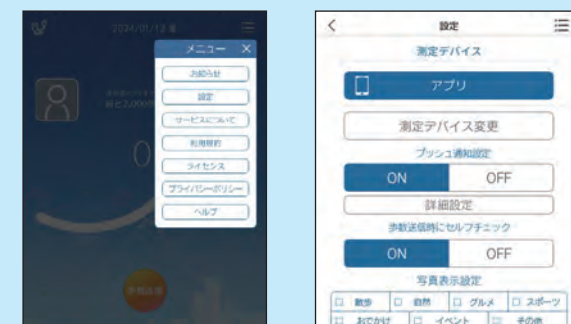 2024/01/12 金
メニュー ×
お知らせ
設定
サービスについて
利用規約
ライセンス
プライバシーポリシー
ヘルプ
0
歩数送信
設定
測定デバイス
アプリ
測定デバイス変更
プッシュ通知設定
ON OFF
詳細設定
歩数送信時にセルフチェック
ON OFF
写真表示設定
散歩 自然 グルメ スポーツ
おでかけ イベント その他